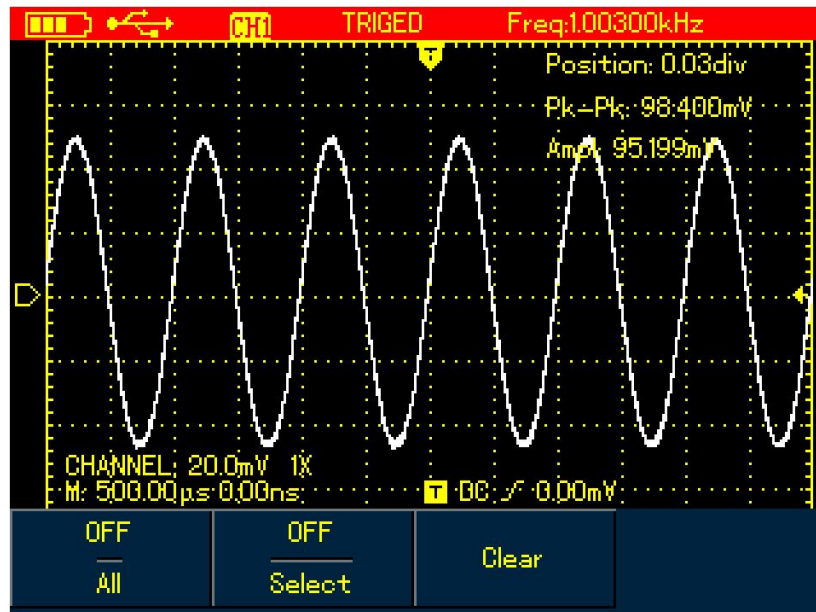 CH1 TRIGED Freq:1.00300kHz
T
Position: 0.03div
Pk-Pk: 98.400mV
Ampl: 95.199mV
CHANNEL: 20.0mV 1X
M: 500.00µs 0.00ns T DC 0.00mV
OFF OFF
Clear
All Select